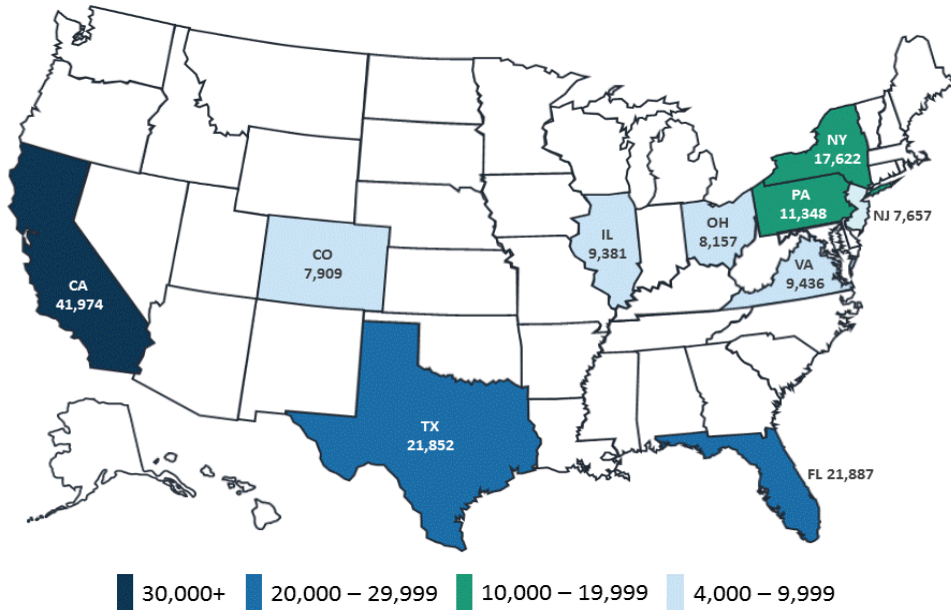 NY
17,622
PA
11,348
NJ 7,657
OH
8,157
IL
9,381
CO
7,909
VA
9,436
CA
41,974
TX
21,852
FL 21,887
30,000+
20,000 – 29,999
10,000 – 19,999
4,000 – 9,999